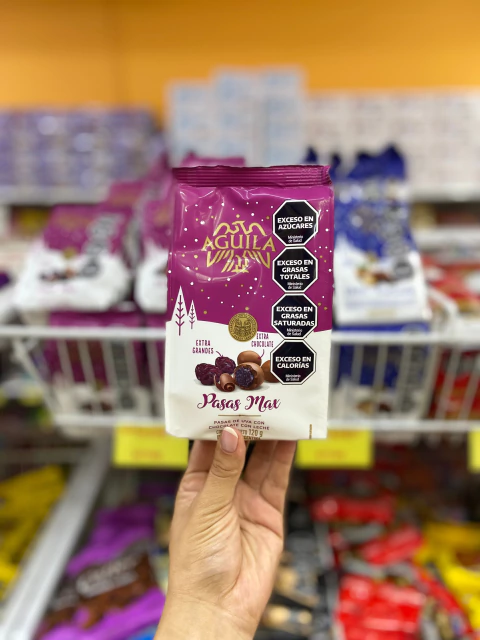 AGUILA
EXCESO EN
AZÚCARES
Ministerio
de Salud
EXCESO EN
GRASAS
TOTALES
Ministerio
de Salud
EXCESO EN
GRASAS
SATURADAS
Ministerio
de Salud
EXCESO EN
CALORÍAS
Ministerio
de Salud
EXTRA
GRANDES
EXTRA
CHOCOLATE
Pasas Max
PASAS DE UVA CON
CHOCOLATE CON LECHE
120 g